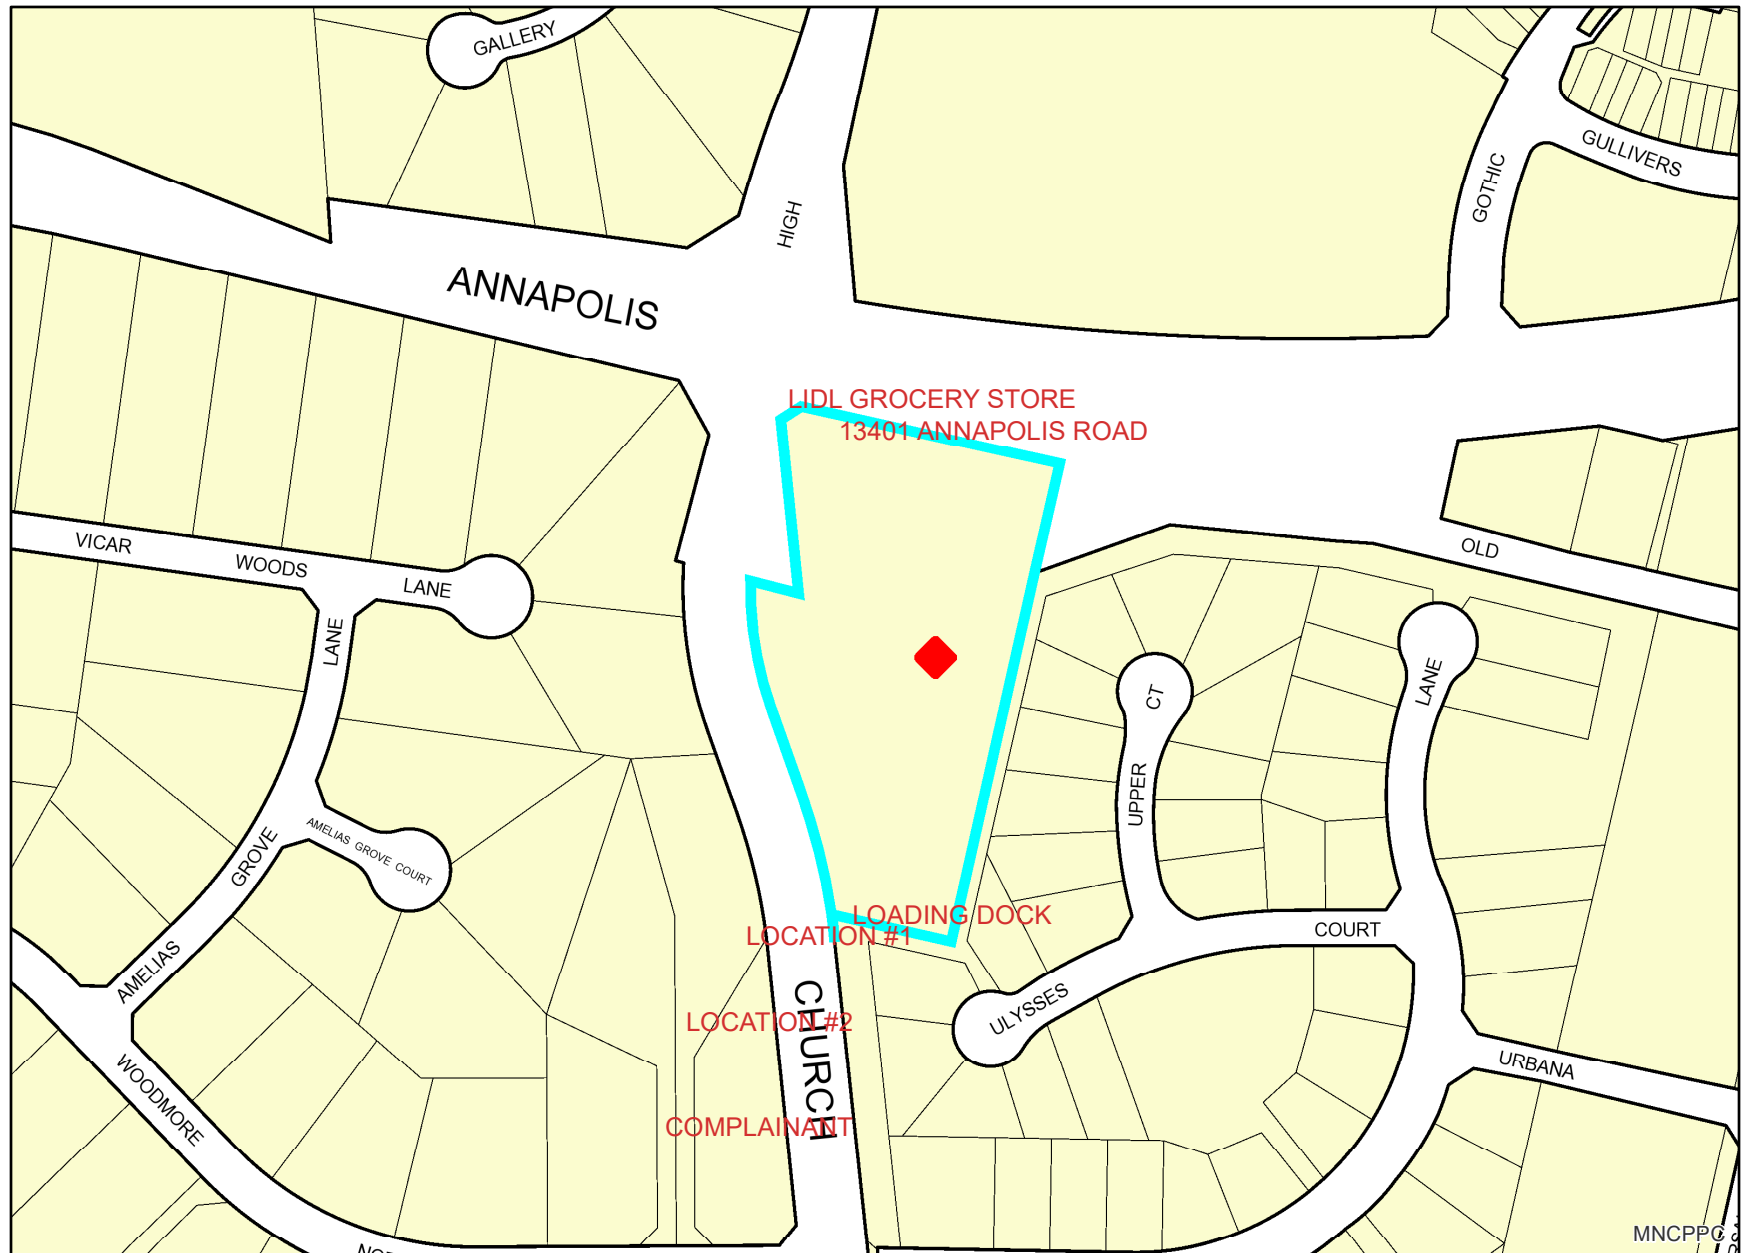 GALLERY
GULLIVERS
GOTHIC
HIGH
ANNAPOLIS
LIDL GROCERY STORE
13401 ANNAPOLIS ROAD
VICAR WOODS LANE
OLD
LANE
LANE
CT
UPPER
AMELIAS GROVE COURT
GROVE
LOADING DOCK
COURT
LOCATION #1
AMELIAS
ULYSSES
LOCATION #2
CHURCH
URBANA
WOODMORE
COMPLAINANT
MNCPPC